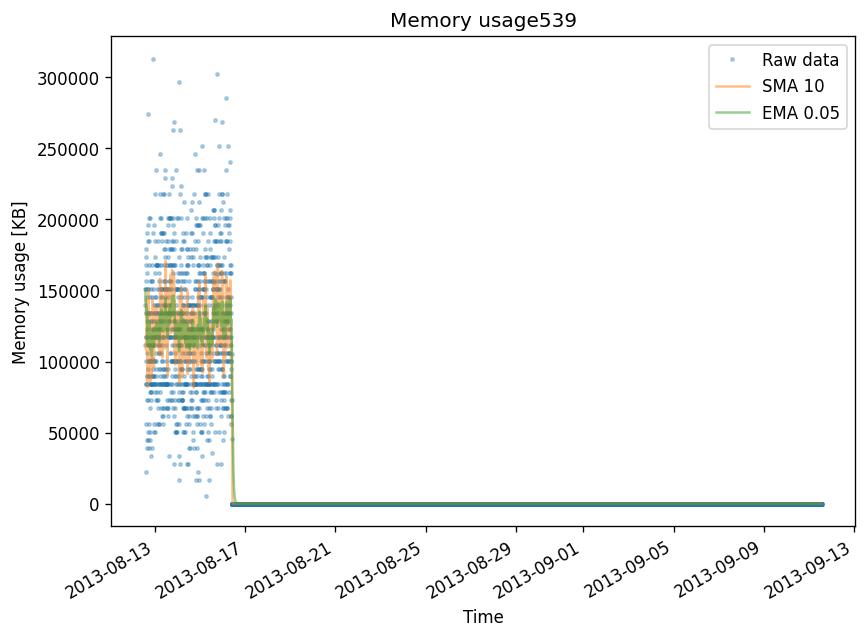 Memory usage539
Raw data
SMA 10
EMA 0.05
Memory usage [KB]
300000
250000
200000
150000
100000
50000
0
2013-08-13
2013-08-17
2013-08-21
2013-08-25
2013-08-29
2013-09-01
2013-09-05
2013-09-09
2013-09-13
Time